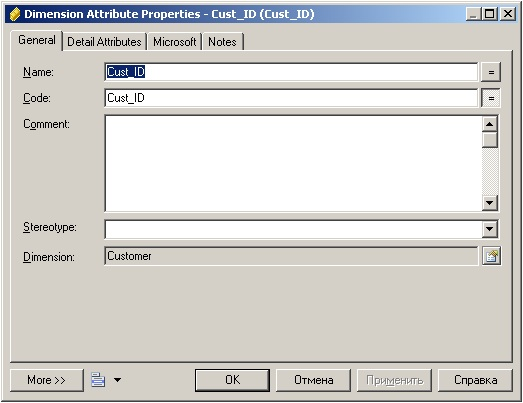 Dimension Attribute Properties - Cust_ID (Cust_ID)
General Detail Attributes Microsoft Notes
Name: Cust_ID =
Code: Cust_ID =
Comment:
Stereotype:
Dimension: Customer
More >> OK Отмена Применить Справка